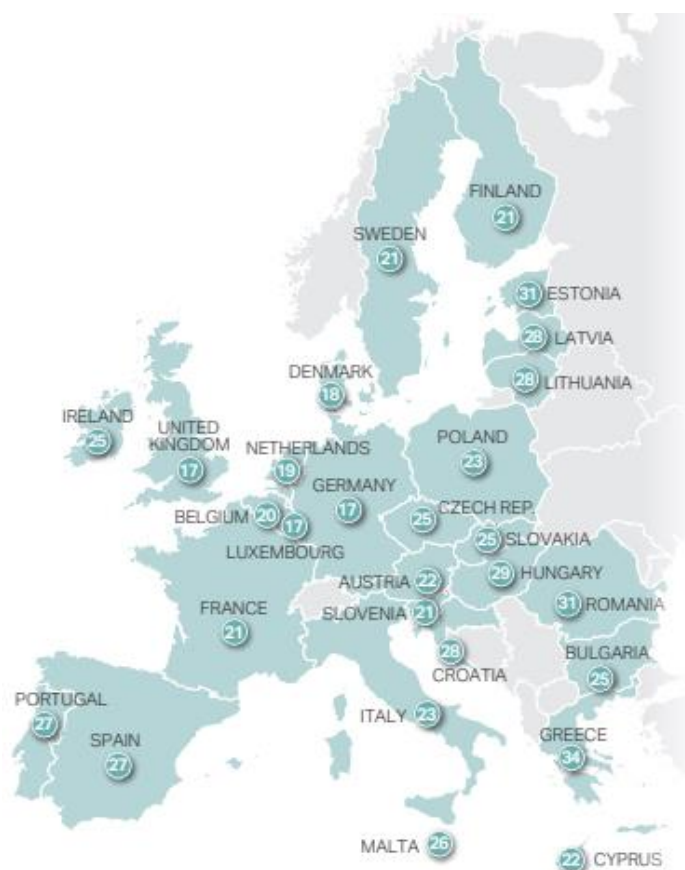 FINLAND
21
SWEDEN
21
31 ESTONIA
28 LATVIA
DENMARK
18
28 LITHUANIA
IRELAND
25
UNITED
KINGDOM
17
NETHERLANDS
19
POLAND
23
GERMANY
17
BELGIUM 20
CZECH REP.
25
17
LUXEMBOURG
25 SLOVAKIA
AUSTRIA 22
29 HUNGARY
FRANCE
21
SLOVENIA 21
31 ROMANIA
28
CROATIA
BULGARIA
25
PORTUGAL
27
ITALY 23
SPAIN
27
GREECE
34
MALTA 26
22 CYPRUS